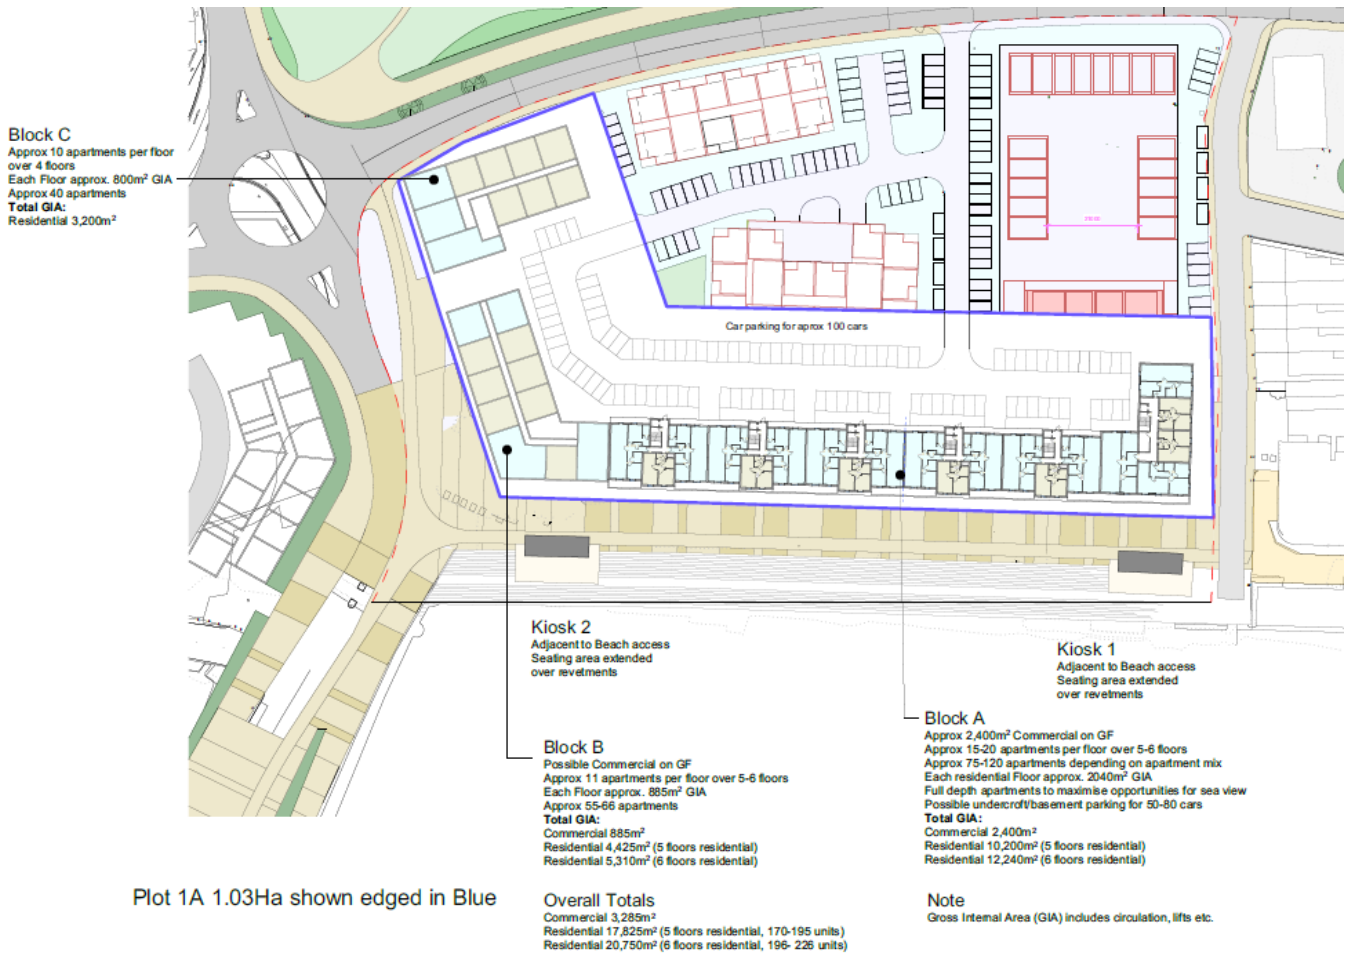 Block C
Approx 10 apartments per floor
over 4 floors
Each Floor approx. 800m² GIA
Approx 40 apartments
Total GIA:
Residential 3,200m²
Car parking for aprox 100 cars
Kiosk 2
Adjacent to Beach access
Seating area extended
over revetments
Kiosk 1
Adjacent to Beach access
Seating area extended
over revetments
Block B
Possible Commercial on GF
Approx 11 apartments per floor over 5-6 floors
Each Floor approx. 885m² GIA
Approx 55-66 apartments
Total GIA:
Commercial 885m²
Residential 4,425m² (5 floors residential)
Residential 5,310m² (6 floors residential)
Block A
Approx 2,400m² Commercial on GF
Approx 15-20 apartments per floor over 5-6 floors
Approx 75-120 apartments depending on apartment mix
Each residential Floor approx. 2040m² GIA
Full depth apartments to maximise opportunities for sea view
Possible undercroft/basement parking for 50-80 cars
Total GIA:
Commercial 2,400m²
Residential 10,200m² (5 floors residential)
Residential 12,240m² (6 floors residential)
Plot 1A 1.03Ha shown edged in Blue
Overall Totals
Commercial 3,285m²
Residential 17,825m² (5 floors residential, 170-195 units)
Residential 20,750m² (6 floors residential, 196- 226 units)
Note
Gross Internal Area (GIA) includes circulation, lifts etc.